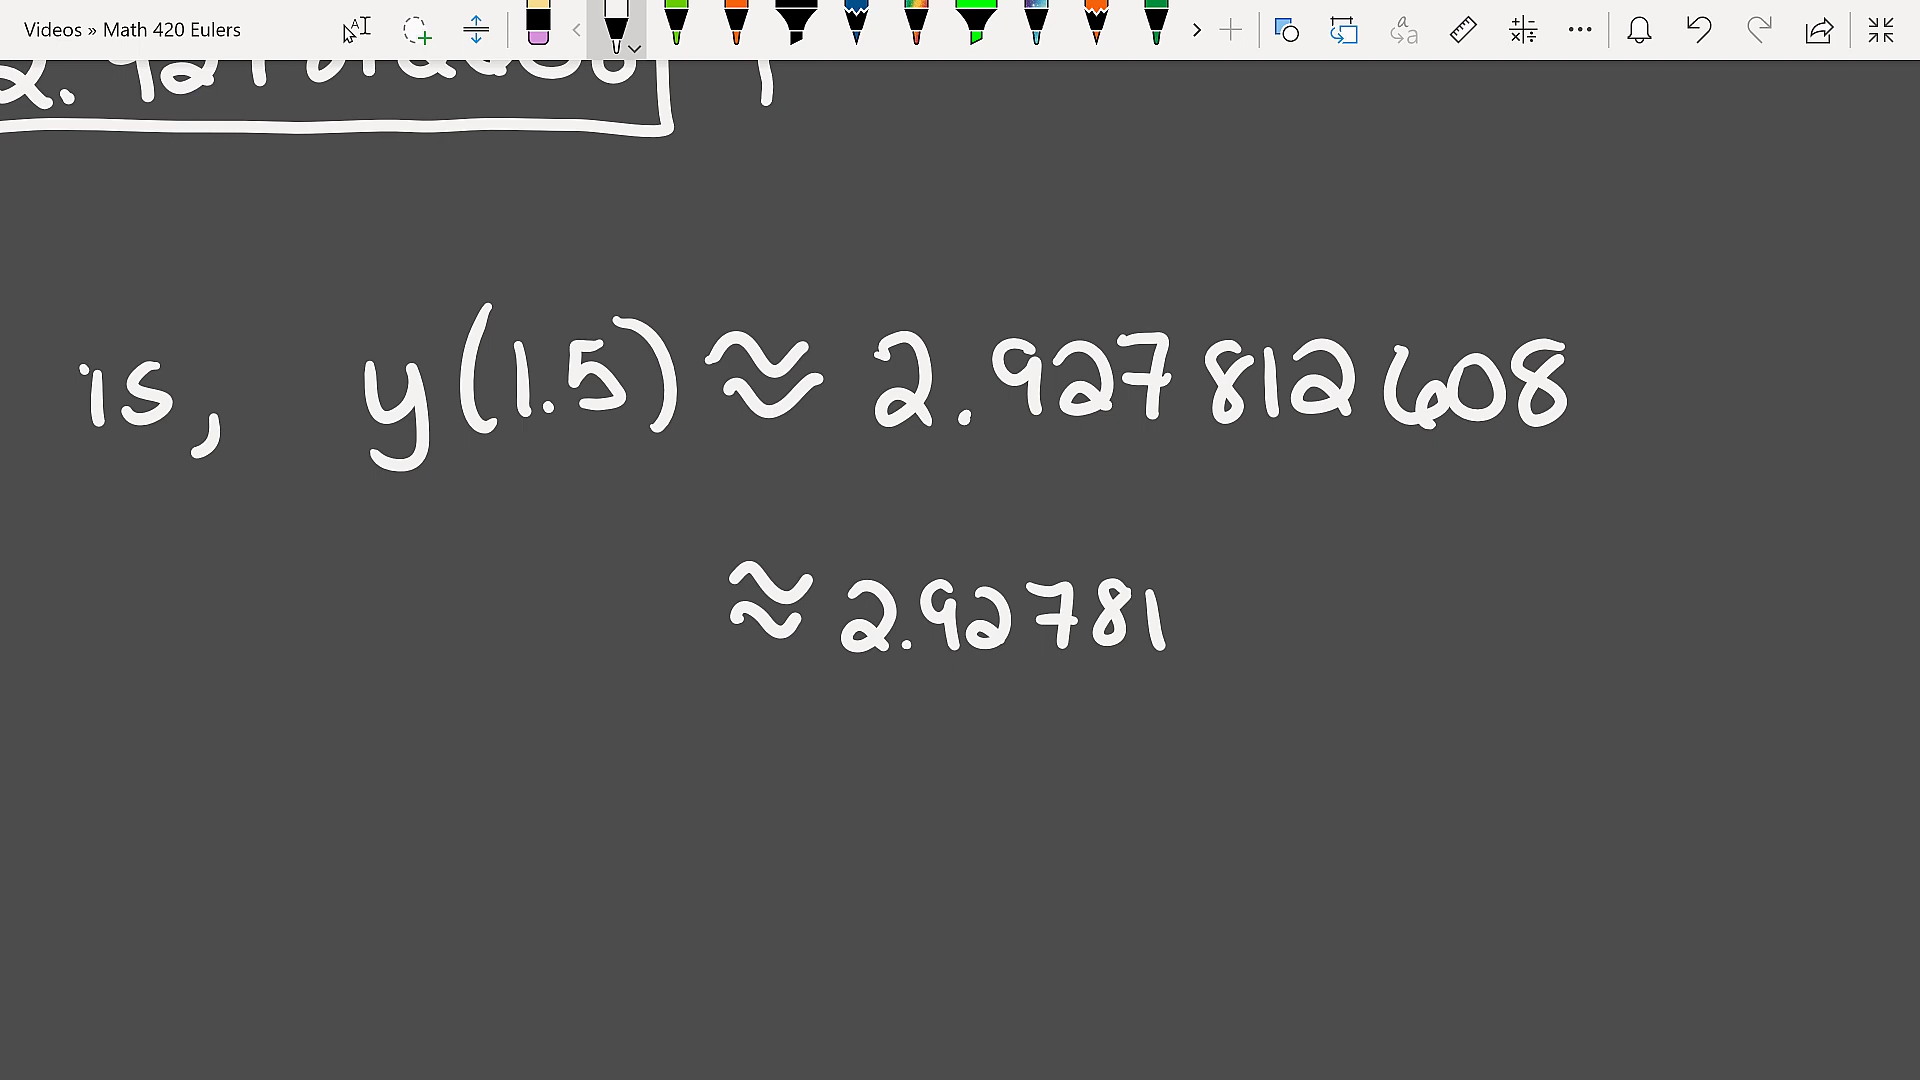 Videos » Math 420 Eulers
is, y(1.5) ≈ 2.927812608
≈ 2.92781